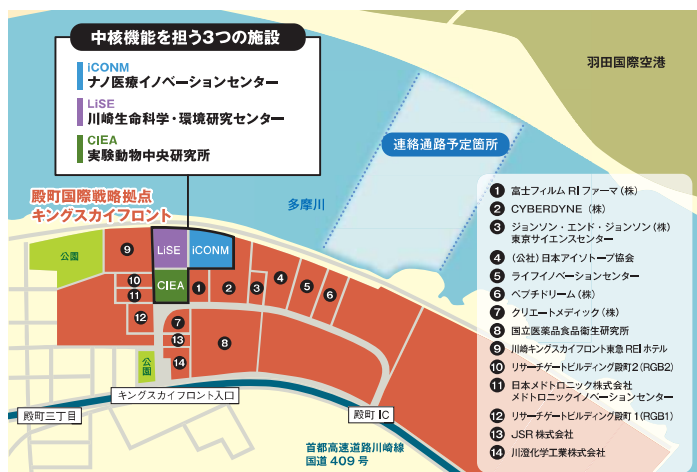 中核機能を担う3つの施設
iCONM
ナノ医療イノベーションセンター
LiSE
川崎生命科学・環境研究センター
CIEA
実験動物中央研究所
羽田国際空港
連絡通路予定箇所
多摩川
殿町国際戦略拠点
キングスカイフロント
公園
9
LiSE
iCONM
10
11
CIEA
1
2
3
4
5
6
12
7
13
14
8
公園
キングスカイフロント入口
殿町三丁目
殿町 IC
首都高速道路川崎線
国道 409 号
1 富士フィルム RI ファーマ (株)
2 CYBERDYNE (株)
3 ジョンソン・エンド・ジョンソン (株)
東京サイエンスセンター
4 (公社) 日本アイソトープ協会
5 ライフイノベーションセンター
6 ペプチドリーム (株)
7 クリエートメディック (株)
8 国立医薬品食品衛生研究所
9 川崎キングスカイフロント東急 REI ホテル
10 リサーチゲートビルディング殿町2 (RGB2)
11 日本メドトロニック株式会社
メドトロニックイノベーションセンター
12 リサーチゲートビルディング殿町 1 (RGB1)
13 JSR 株式会社
14 川澄化学工業株式会社